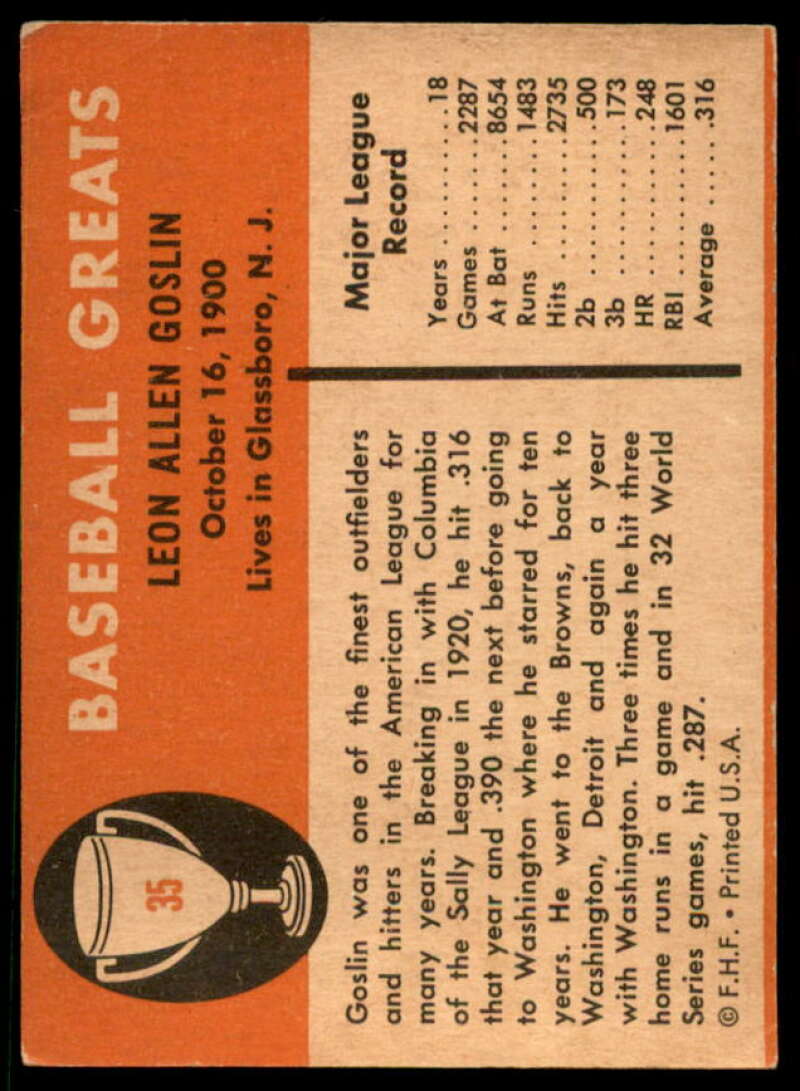 35
BASEBALL GREATS
LEON ALLEN GOSLIN
October 16, 1900
Lives in Glassboro, N. J.
Goslin was one of the finest outfielders
and hitters in the American League for
many years. Breaking in with Columbia
of the Sally League in 1920, he hit .316
that year and .390 the next before going
to Washington where he starred for ten
years. He went to the Browns, back to
Washington, Detroit and again a year
with Washington. Three times he hit three
home runs in a game and in 32 World
Series games, hit .287.
© F.H.F. • Printed U.S.A.
Major League
Record
Years ..........18
Games .......2287
At Bat .......8654
Runs ........1483
Hits .........2735
2b ...........500
3b ...........173
HR ...........248
RBI .........1601
Average ......316